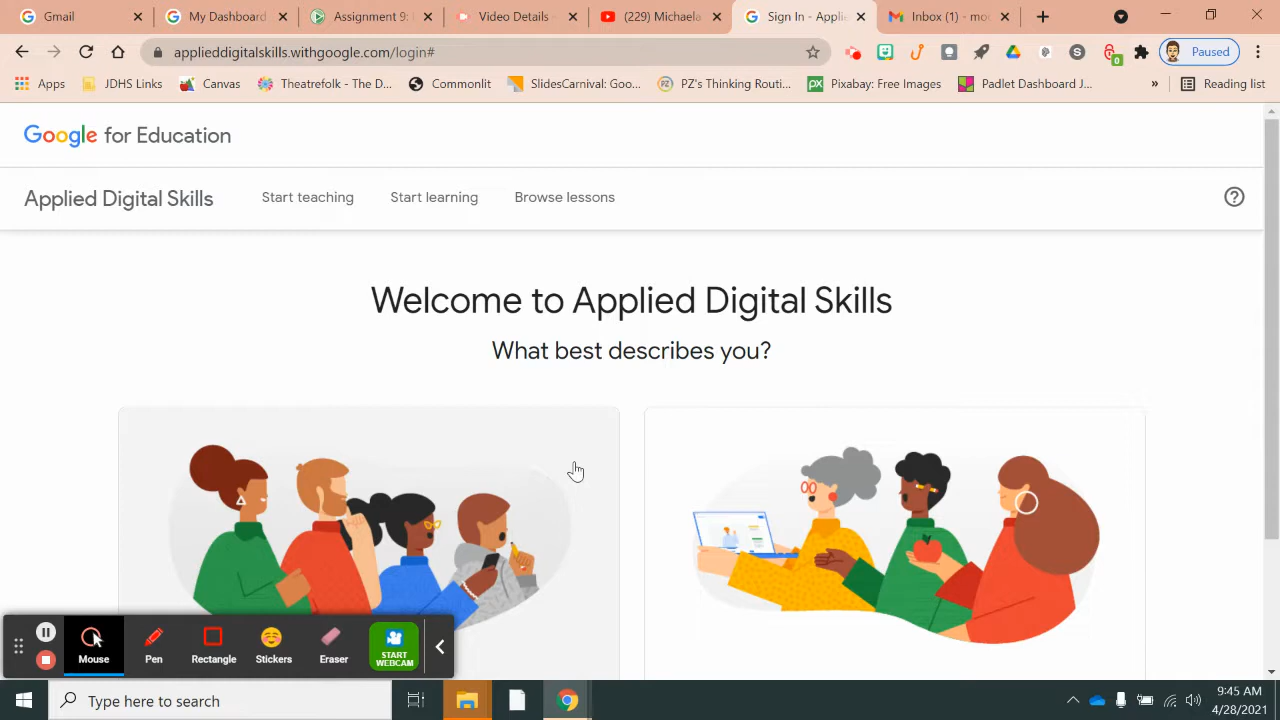 Gmail
My Dashboard
Assignment 9: I
Video Details -
(229) Michaela
Sign In - Applie
Inbox (1) - moo
applieddigitalskills.withgoogle.com/login#
Paused
0
Apps
JDHS Links
Canvas
Theatrefolk - The D...
Commonlit
SlidesCarnival: Goo...
PZ's Thinking Routi...
Pixabay: Free Images
Padlet Dashboard J...
»
Reading list
Google for Education
Applied Digital Skills
Start teaching
Start learning
Browse lessons
Welcome to Applied Digital Skills
What best describes you?
Mouse
Pen
Rectangle
Stickers
Eraser
START
WEBCAM
Type here to search
9:45 AM
4/28/2021